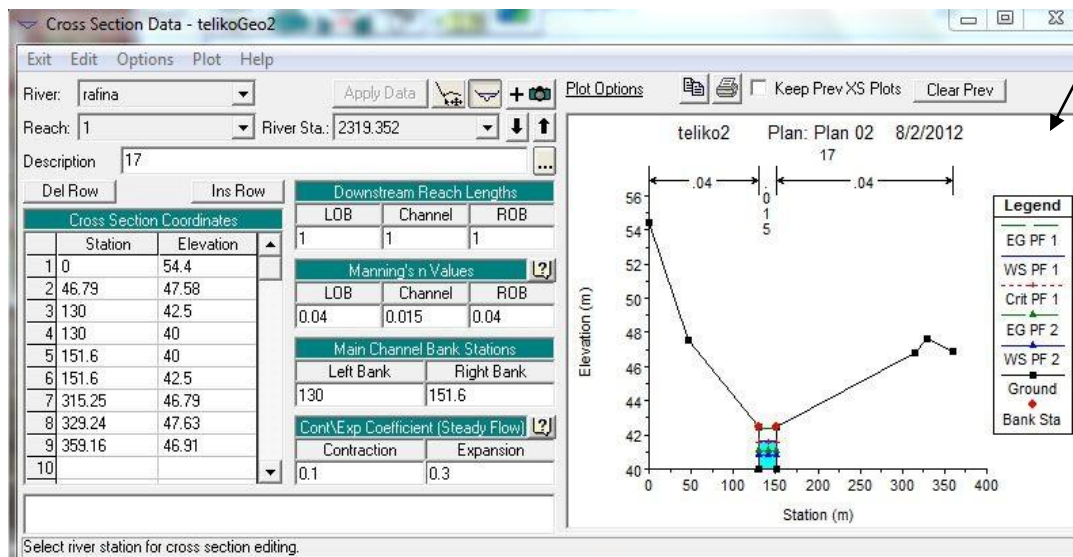 Cross Section Data - telikoGeo2
Exit Edit Options Plot Help
River: rafina
Apply Data
Plot Options
Keep Prev XS Plots
Clear Prev
Reach: 1
River Sta.: 2319.352
Description 17
...
Del Row
Ins Row
Cross Section Coordinates
Station Elevation
1 0 54.4
2 46.79 47.58
3 130 42.5
4 130 40
5 151.6 40
6 151.6 42.5
7 315.25 46.79
8 329.24 47.63
9 359.16 46.91
10
Downstream Reach Lengths
LOB Channel ROB
1 1 1
Manning's n Values
LOB Channel ROB
0.04 0.015 0.04
Main Channel Bank Stations
Left Bank Right Bank
130 151.6
Cont\Exp Coefficient (Steady Flow)
Contraction Expansion
0.1 0.3
teliko2 Plan: Plan 02 8/2/2012
17
.04 .015 .04
56
54
52
50
48
46
44
42
40
Elevation (m)
0 50 100 150 200 250 300 350 400
Station (m)
Legend
EG PF 1
WS PF 1
Crit PF 1
EG PF 2
WS PF 2
Ground
Bank Sta
Select river station for cross section editing.